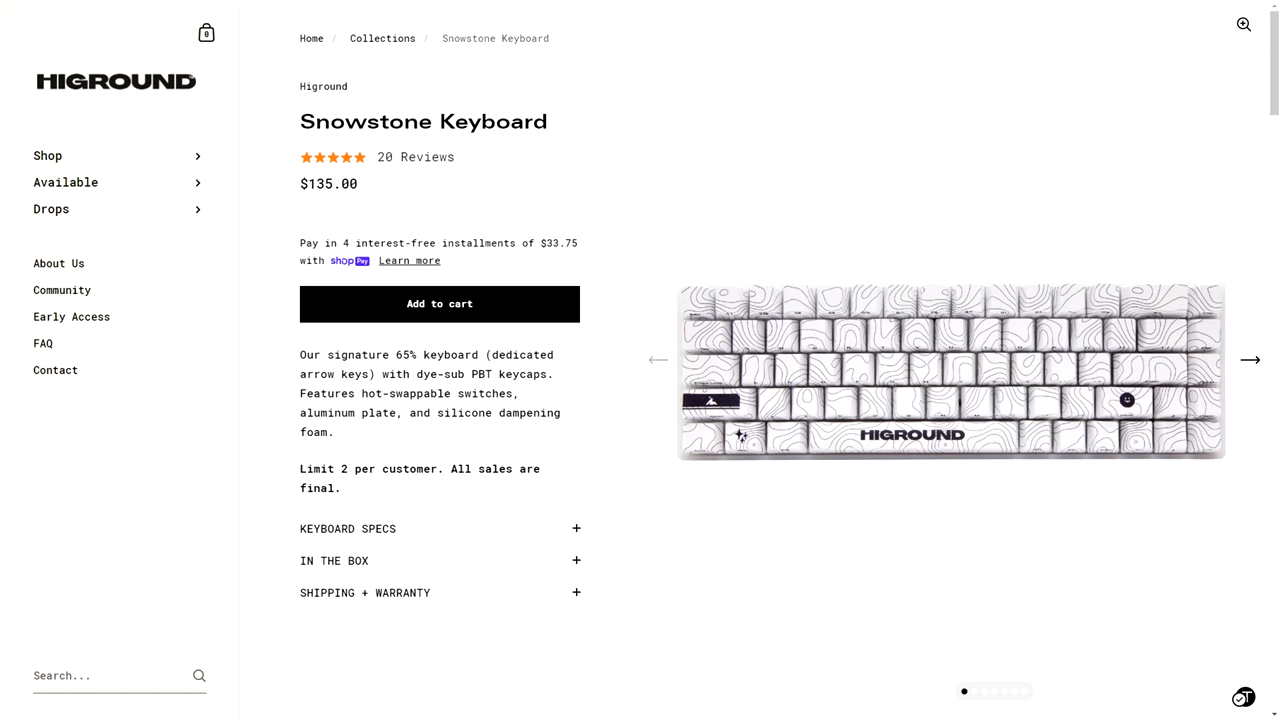 0
HIGROUND
Shop
Available
Drops
About Us
Community
Early Access
FAQ
Contact
Search...
Home / Collections / Snowstone Keyboard
Higround
Snowstone Keyboard
20 Reviews
$135.00
Pay in 4 interest-free installments of $33.75
with shop Pay Learn more
Add to cart
Our signature 65% keyboard (dedicated
arrow keys) with dye-sub PBT keycaps.
Features hot-swappable switches,
aluminum plate, and silicone dampening
foam.
Limit 2 per customer. All sales are
final.
KEYBOARD SPECS +
IN THE BOX +
SHIPPING + WARRANTY +
HIGROUND